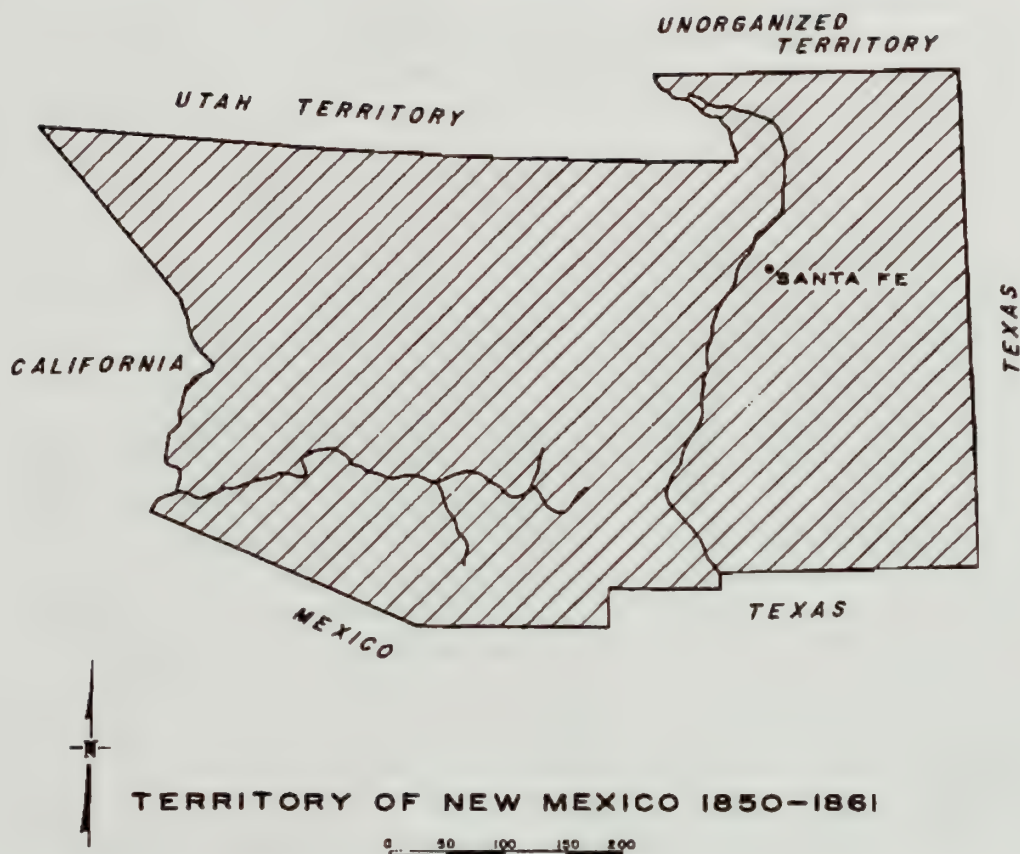 UNORGANIZED
TERRITORY
UTAH TERRITORY
SANTA FE
TEXAS
CALIFORNIA
TEXAS
MEXICO
N
TERRITORY OF NEW MEXICO 1850-1861
0 50 100 150 200